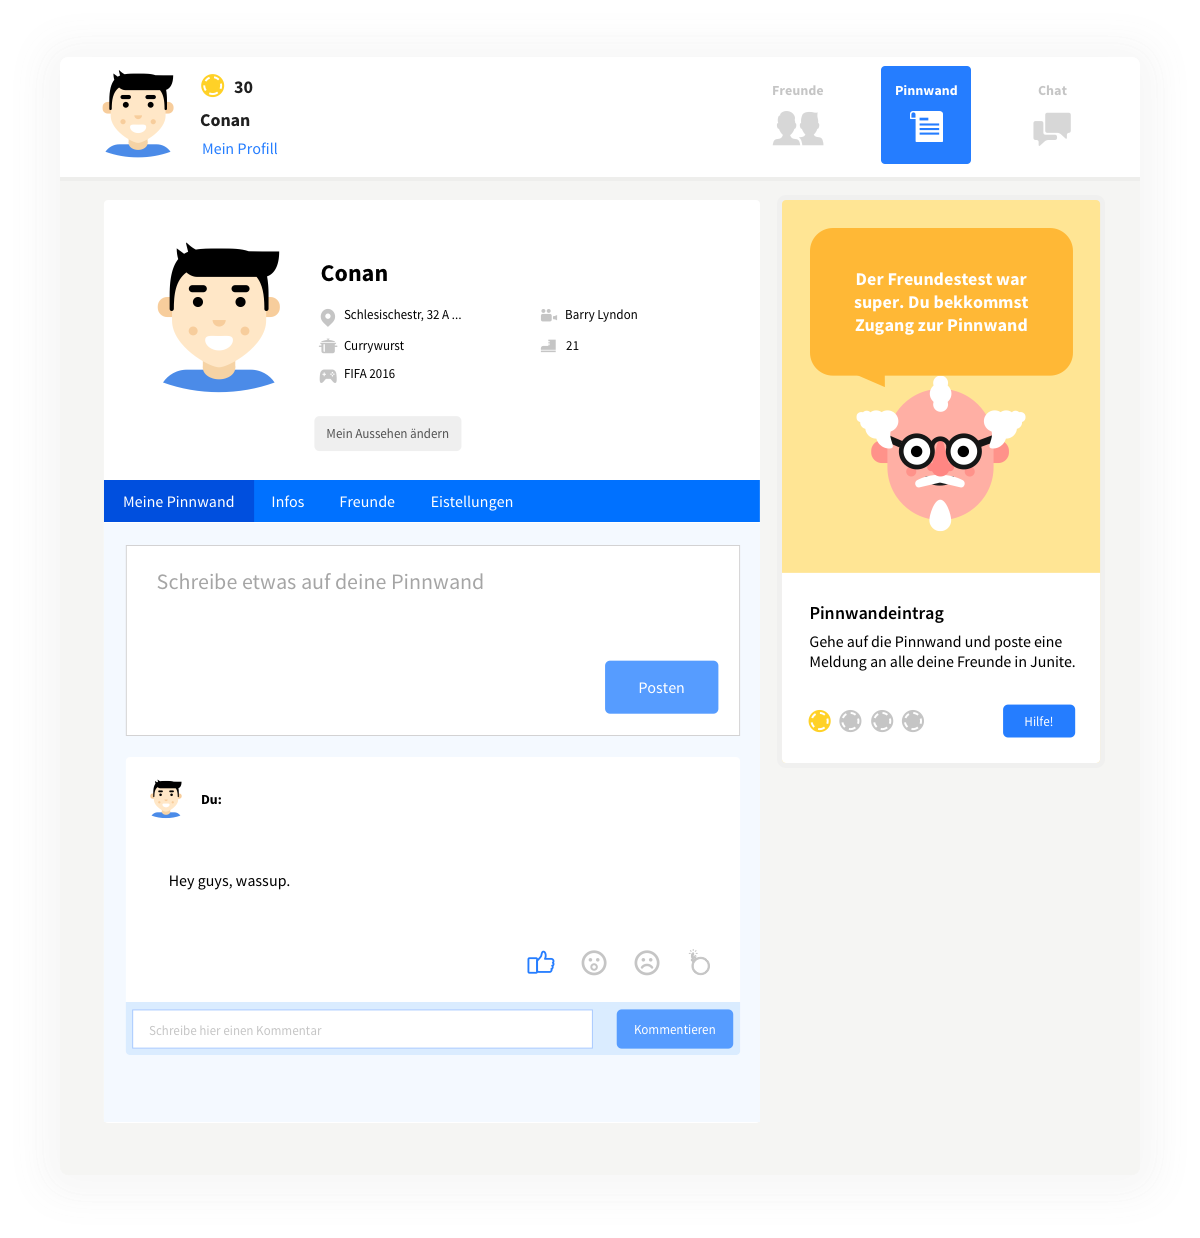 30
Conan
Mein Profill
Freunde
Pinnwand
Chat
Conan
Schlesischestr, 32 A ...
Barry Lyndon
Currywurst
21
FIFA 2016
Mein Aussehen ändern
Meine Pinnwand
Infos
Freunde
Eistellungen
Schreibe etwas auf deine Pinnwand
Posten
Du:
Hey guys, wassup.
Schreibe hier einen Kommentar
Kommentieren
Der Freundestest war
super. Du bekkommst
Zugang zur Pinnwand
Pinnwandeintrag
Gehe auf die Pinnwand und poste eine
Meldung an alle deine Freunde in Junite.
Hilfe!